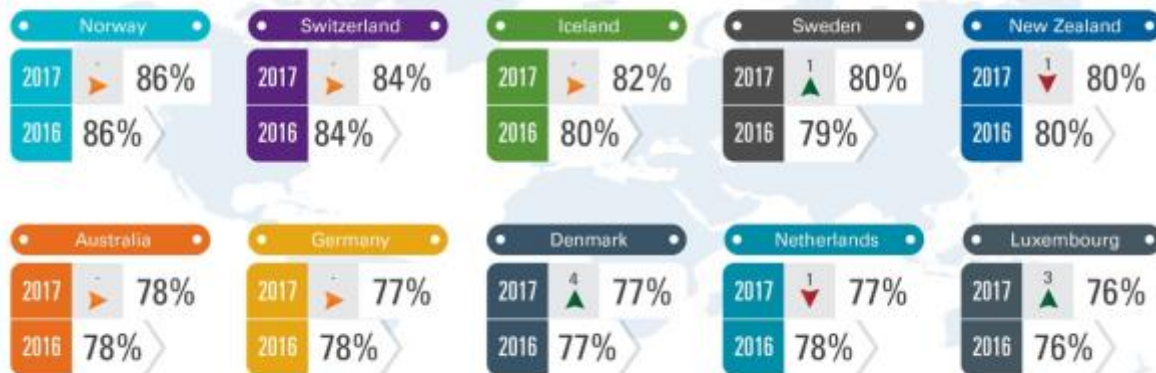 Norway Switzerland Iceland Sweden New Zealand
2017 - 86% 2017 - 84% 2017 - 82% 2017 1 80% 2017 1 80%
2016 86% 2016 84% 2016 80% 2016 79% 2016 80%
Australia Germany Denmark Netherlands Luxembourg
2017 - 78% 2017 - 77% 2017 4 77% 2017 1 77% 2017 3 76%
2016 78% 2016 78% 2016 77% 2016 78% 2016 76%